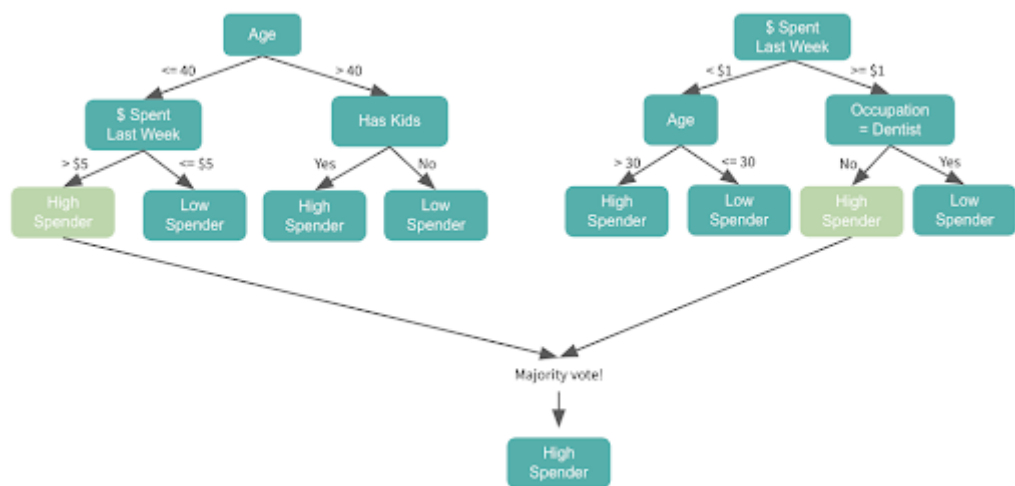 Age
<= 40
> 40
$ Spent
Last Week
Has Kids
> $5
<= $5
Yes
No
High
Spender
Low
Spender
High
Spender
Low
Spender
$ Spent
Last Week
< $1
>= $1
Age
Occupation
= Dentist
> 30
<= 30
No
Yes
High
Spender
Low
Spender
High
Spender
Low
Spender
Majority vote!
High
Spender